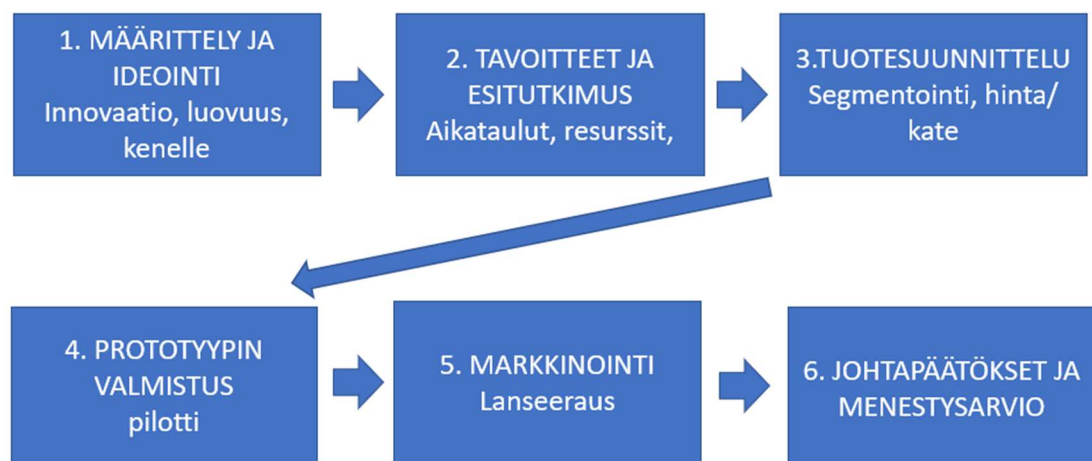 1. MÄÄRITTELY JA
IDEOINTI
Innovaatio, luovuus,
kenelle
2. TAVOITTEET JA
ESITUTKIMUS
Aikataulut, resurssit,
3.TUOTESUUNNITTELU
Segmentointi, hinta/
kate
4. PROTOTYYPIN
VALMISTUS
pilotti
5. MARKKINOINTI
Lanseeraus
6. JOHTAPÄÄTÖKSET JA
MENESTYSARVIO